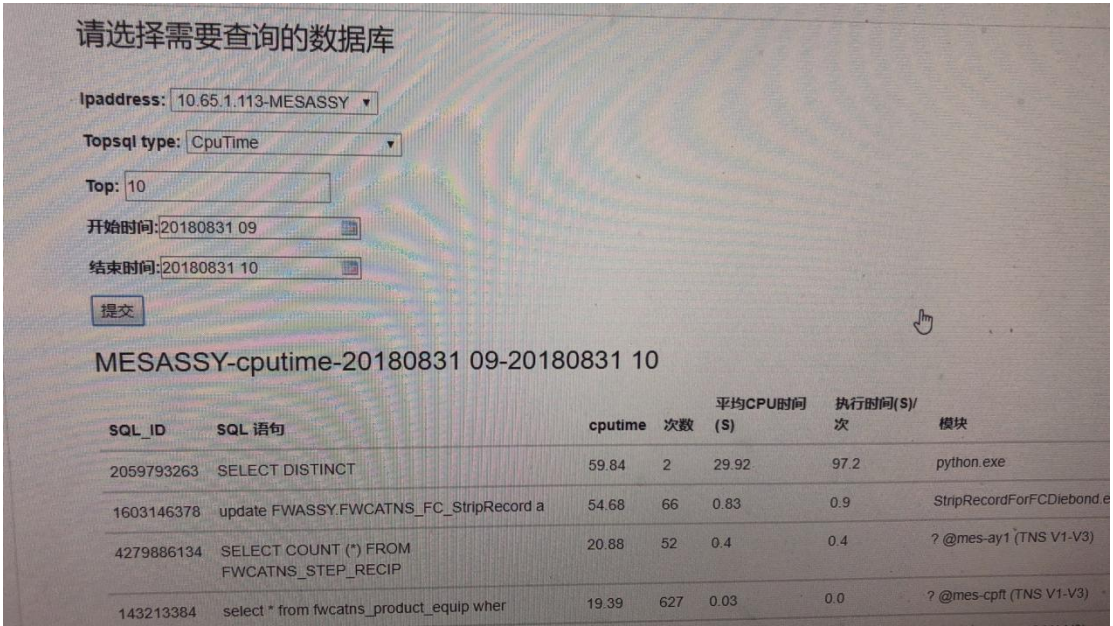 请选择需要查询的数据库
Ipaddress: 10.65.1.113-MESASSY
Topsql type: CpuTime
Top: 10
开始时间:20180831 09
结束时间:20180831 10
提交
MESASSY-cputime-20180831 09-20180831 10
SQL_ID SQL 语句 cputime 次数 平均CPU时间(S) 执行时间(S)/次 模块
2059793263 SELECT DISTINCT 59.84 2 29.92 97.2 python.exe
1603146378 update FWASSY.FWCATNS_FC_StripRecord a 54.68 66 0.83 0.9 StripRecordForFCDiebond.e
4279886134 SELECT COUNT (*) FROM 20.88 52 0.4 0.4 ? @mes-ay1 (TNS V1-V3)
FWCATNS_STEP_RECIP
143213384 select * from fwcatns_product_equip wher 19.39 627 0.03 0.0 ? @mes-cpft (TNS V1-V3)